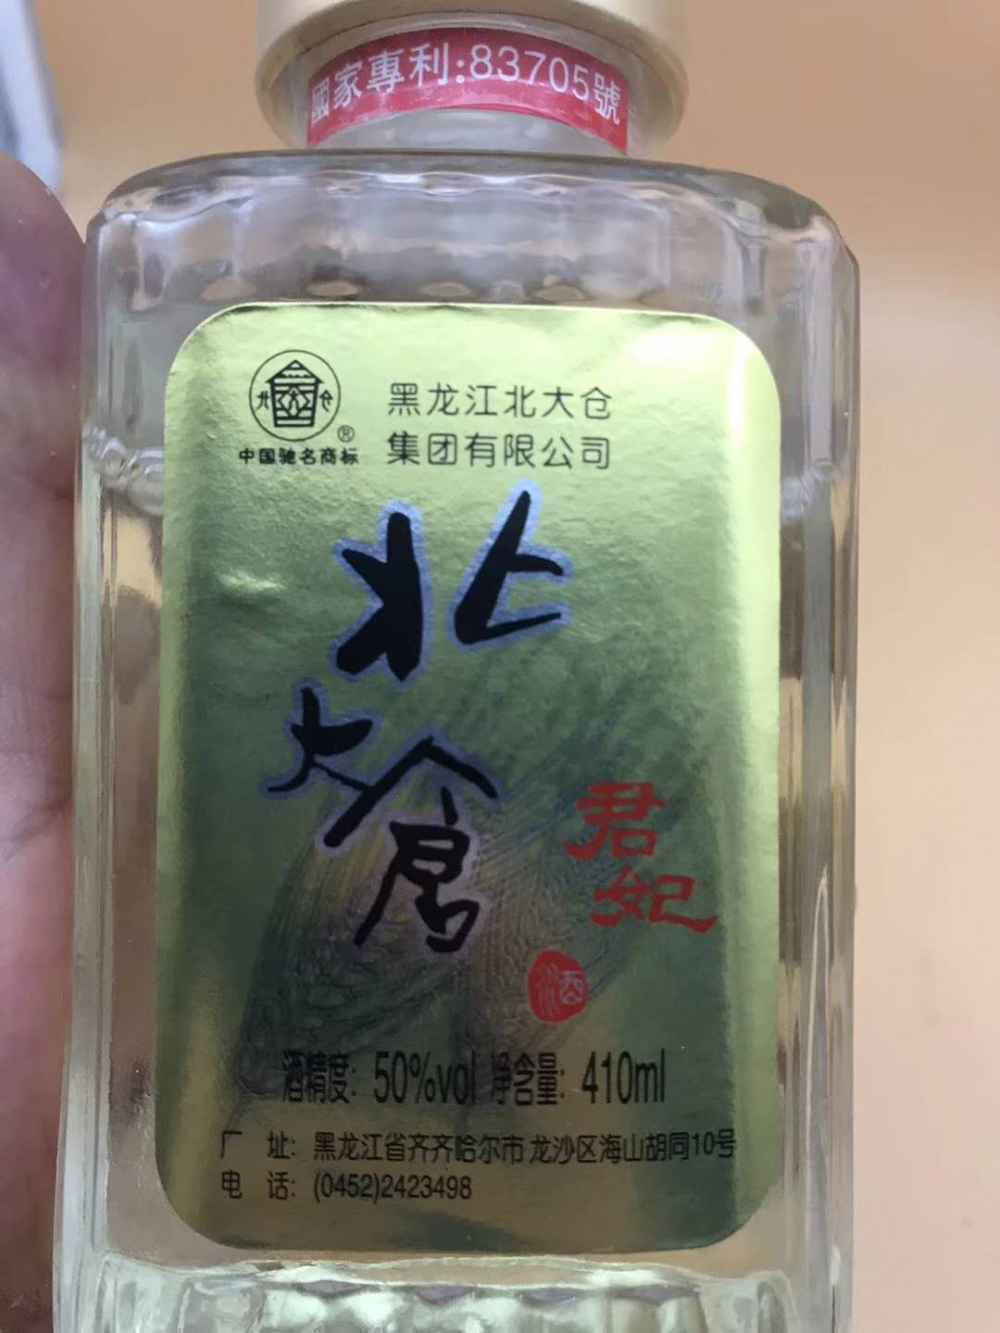 國家專利:83705號
北仓
®
中国驰名商标
黑龙江北大仓
集团有限公司
北
大倉
君
妃
酒
酒精度: 50%vol 净含量: 410ml
厂 址: 黑龙江省齐齐哈尔市龙沙区海山胡同10号
电 话: (0452)2423498